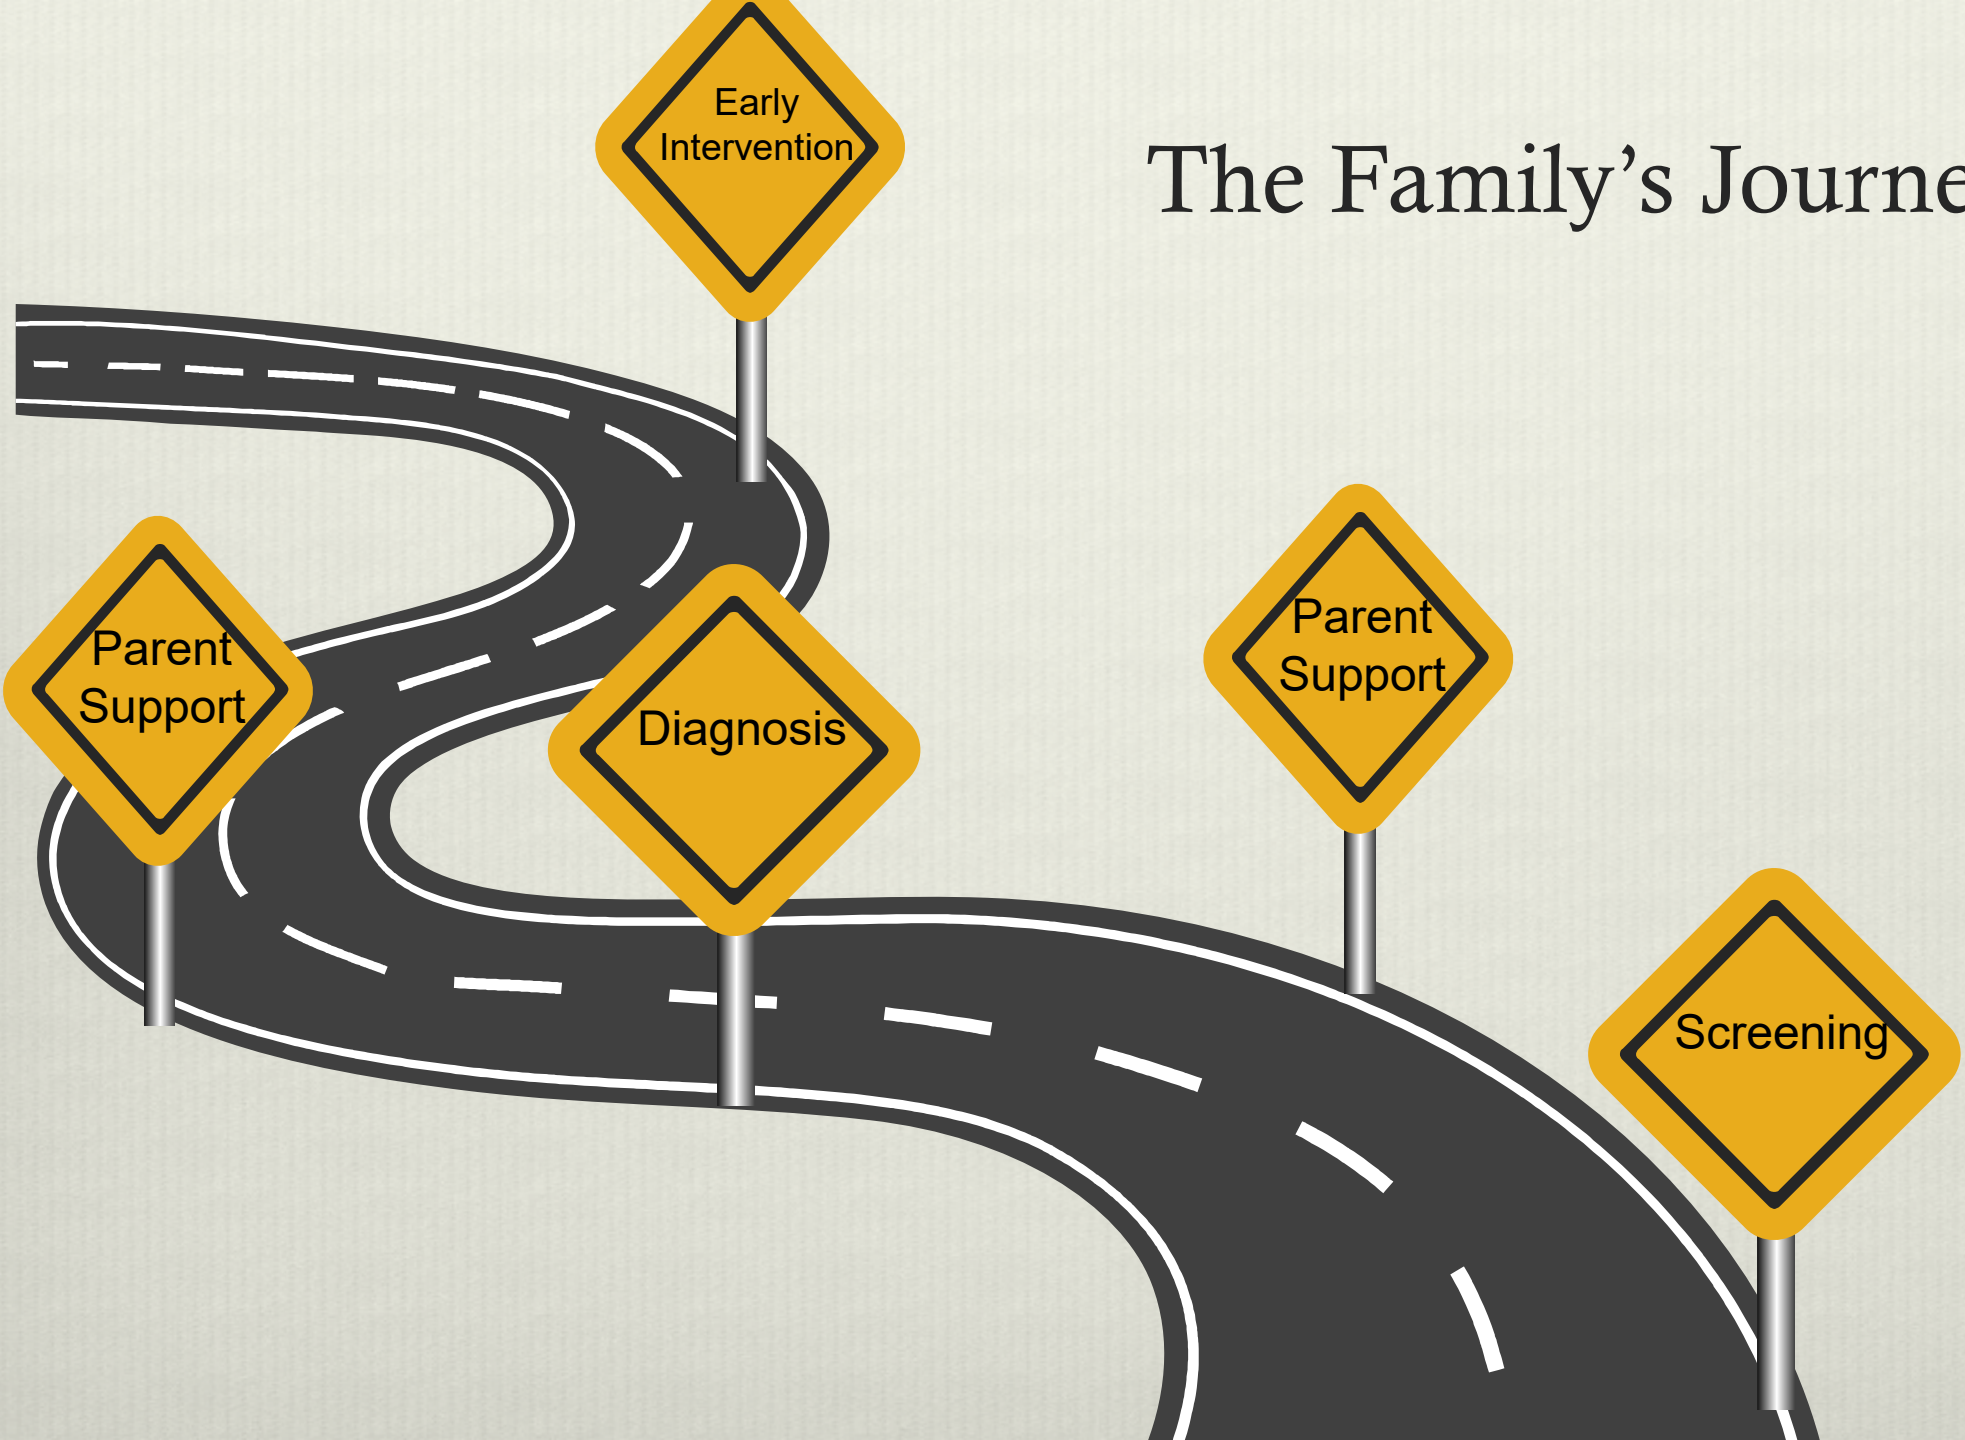 Early
Intervention
The Family’s Journe
Parent
Support
Parent
Support
Diagnosis
Screening